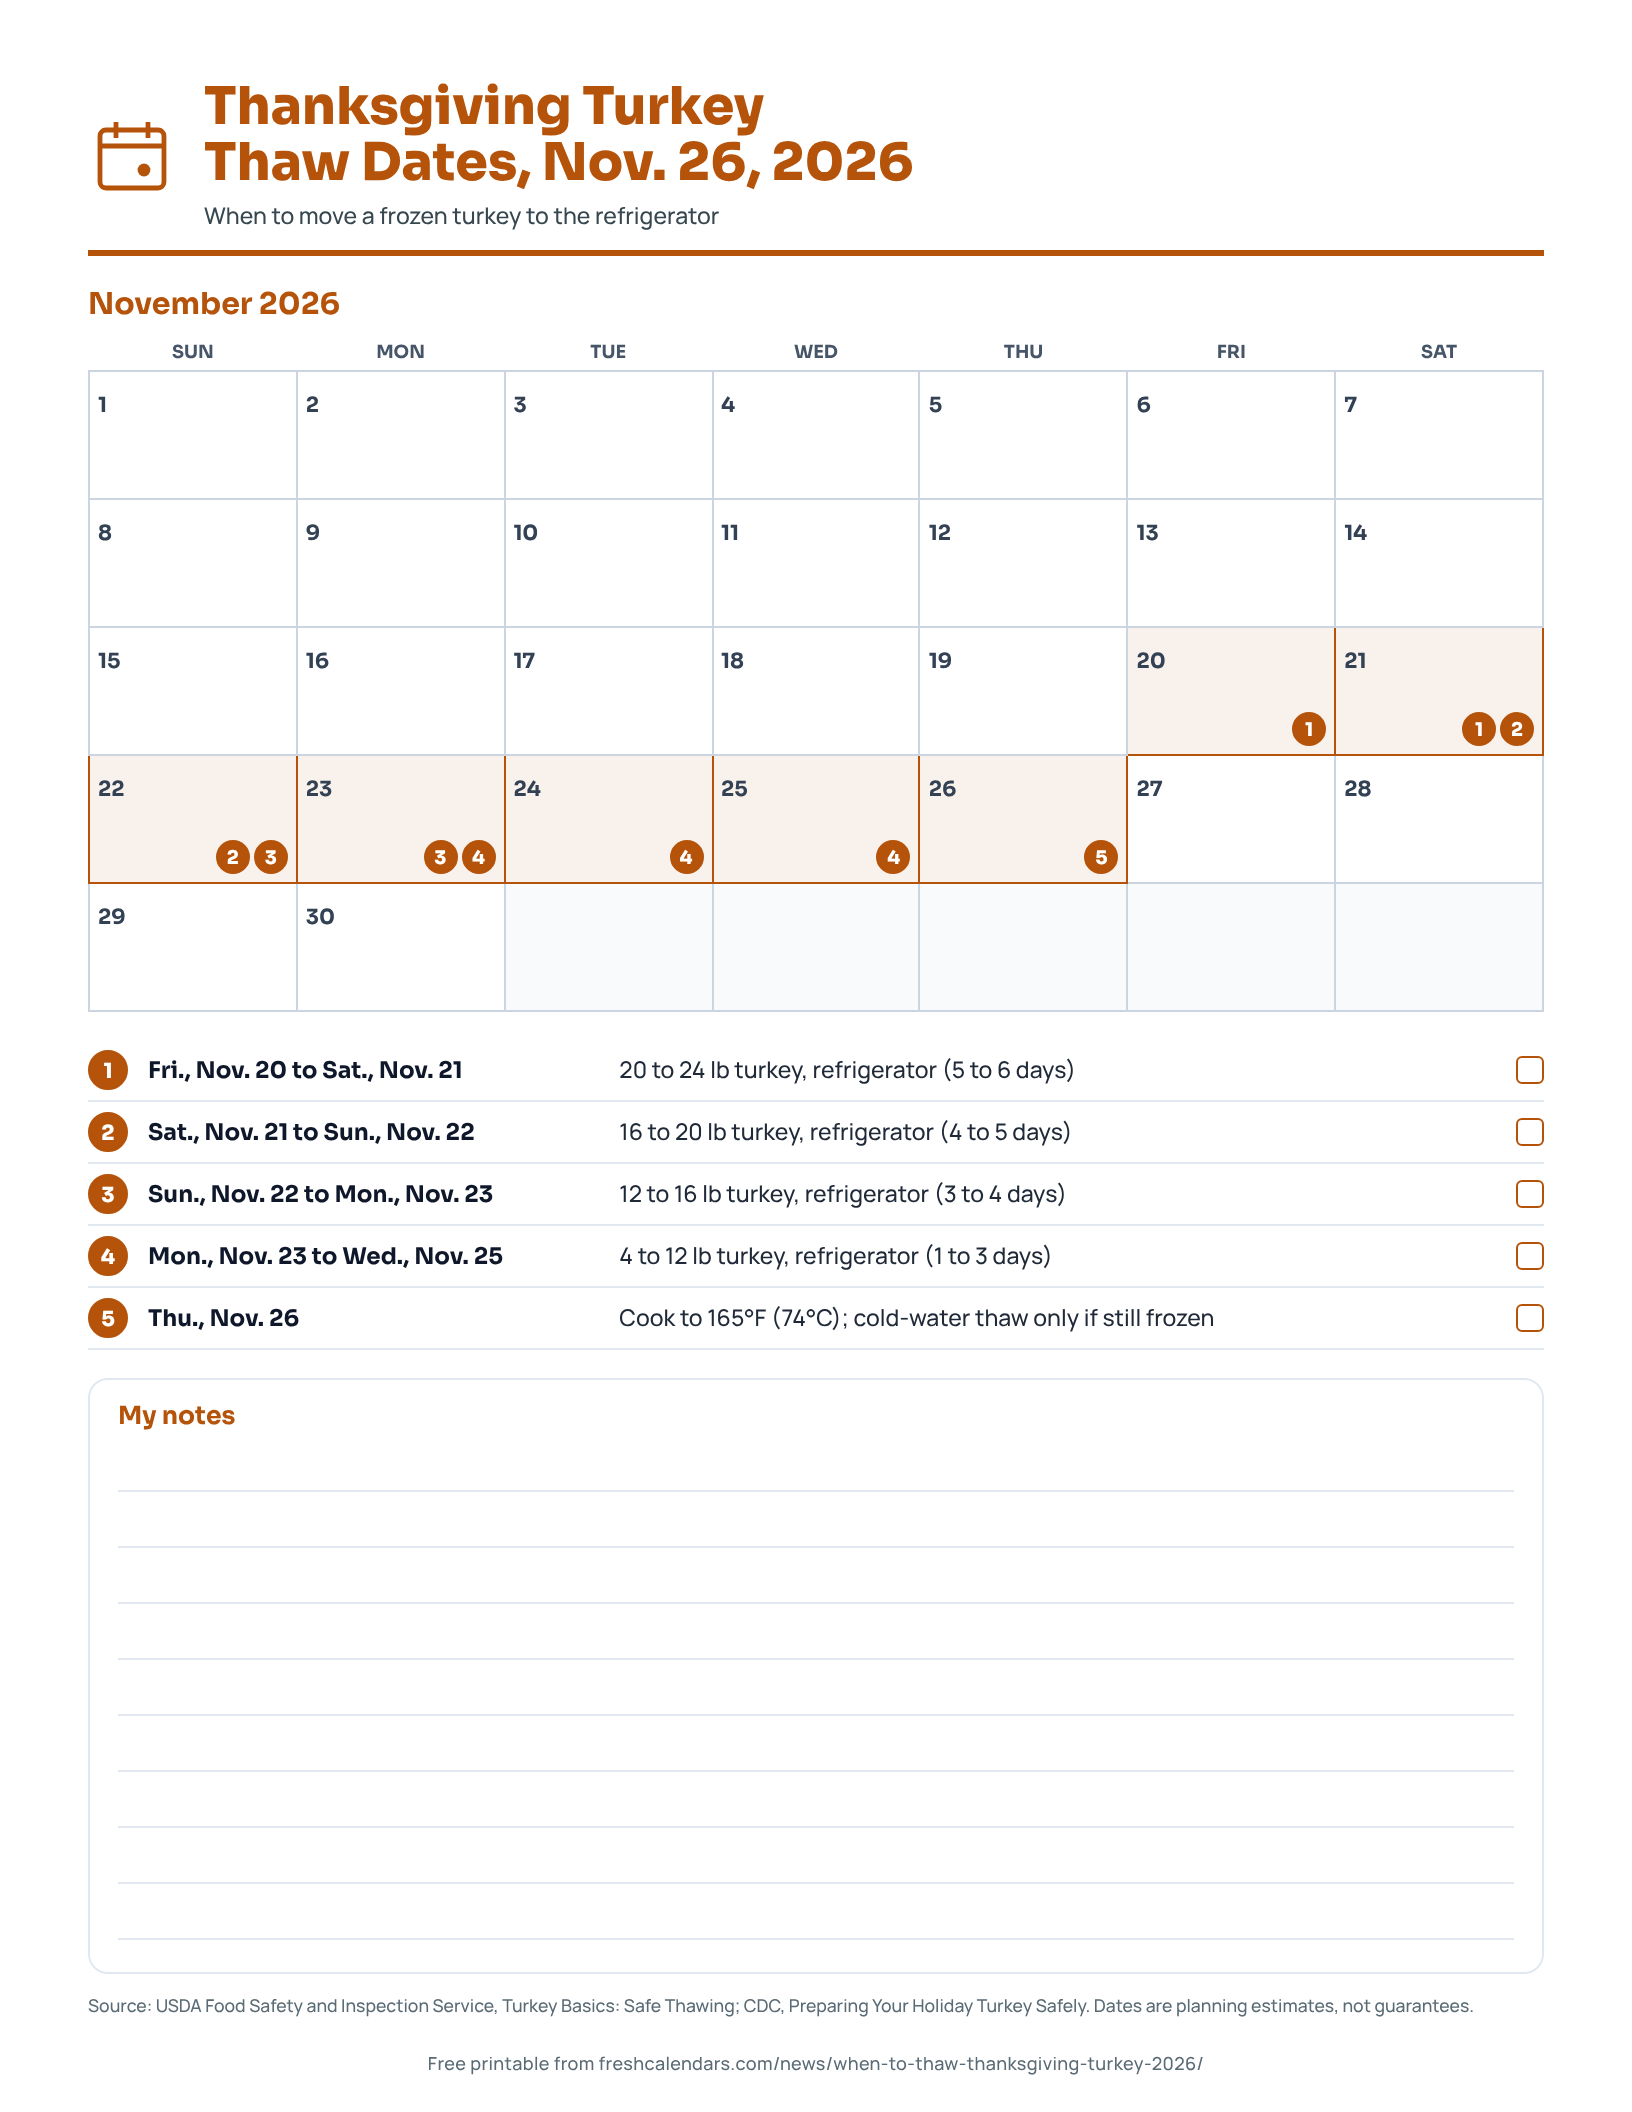 Thanksgiving Turkey
Thaw Dates, Nov. 26, 2026
When to move a frozen turkey to the refrigerator
November 2026
SUN MON TUE WED THU FRI SAT
1 2 3 4 5 6 7
8 9 10 11 12 13 14
15 16 17 18 19 20 21
1 1 2
22 23 24 25 26 27 28
2 3 3 4 4 4 5
29 30
1 Fri., Nov. 20 to Sat., Nov. 21 20 to 24 lb turkey, refrigerator (5 to 6 days)
2 Sat., Nov. 21 to Sun., Nov. 22 16 to 20 lb turkey, refrigerator (4 to 5 days)
3 Sun., Nov. 22 to Mon., Nov. 23 12 to 16 lb turkey, refrigerator (3 to 4 days)
4 Mon., Nov. 23 to Wed., Nov. 25 4 to 12 lb turkey, refrigerator (1 to 3 days)
5 Thu., Nov. 26 Cook to 165°F (74°C); cold-water thaw only if still frozen
My notes
Source: USDA Food Safety and Inspection Service, Turkey Basics: Safe Thawing; CDC, Preparing Your Holiday Turkey Safely. Dates are planning estimates, not guarantees.
Free printable from freshcalendars.com/news/when-to-thaw-thanksgiving-turkey-2026/